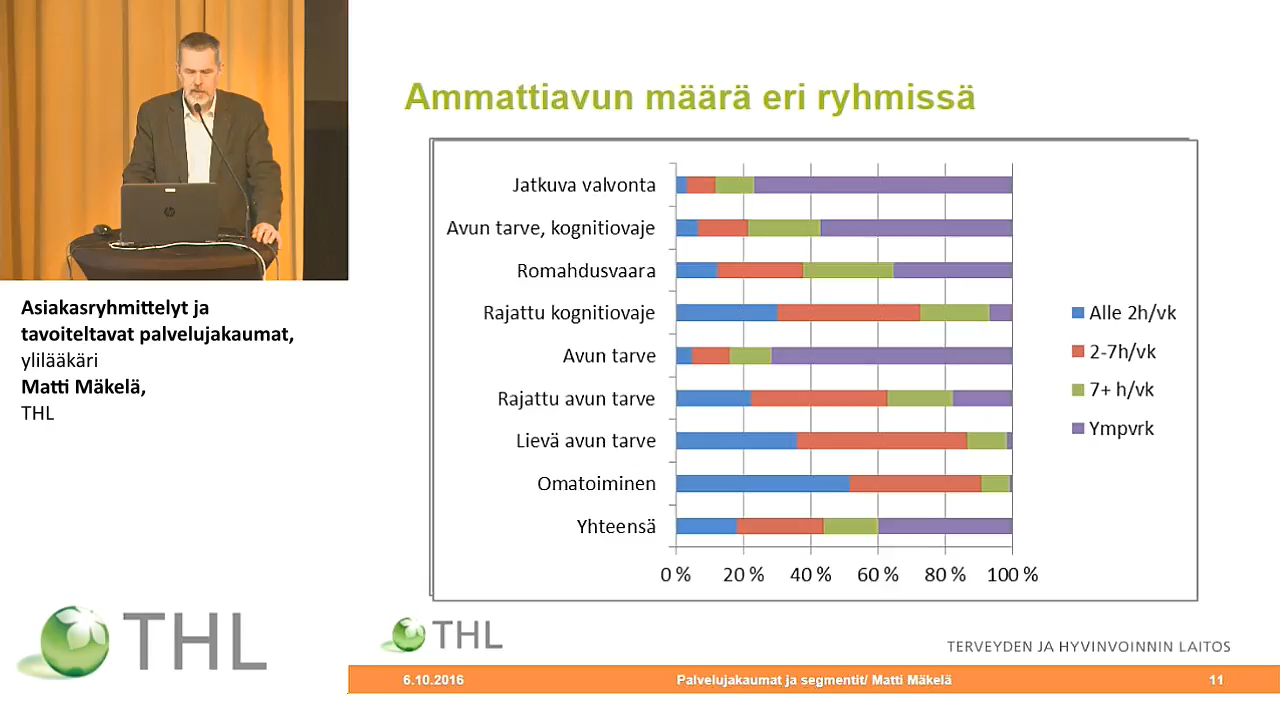 Ammattiavun määrä eri ryhmissä
Jatkuva valvonta
Avun tarve, kognitiovaje
Romahdusvaara
Rajattu kognitiovaje
Avun tarve
Rajattu avun tarve
Lievä avun tarve
Omatoiminen
Yhteensä
0 % 20 % 40 % 60 % 80 % 100 %
Alle 2h/vk
2-7h/vk
7+ h/vk
Ympvrk
Asiakasryhmittelyt ja
tavoiteltavat palvelujakaumat,
ylilääkäri
Matti Mäkelä,
THL
THL
THL
TERVEYDEN JA HYVINVOINNIN LAITOS
6.10.2016 Palvelujakaumat ja segmentit/ Matti Mäkelä 11